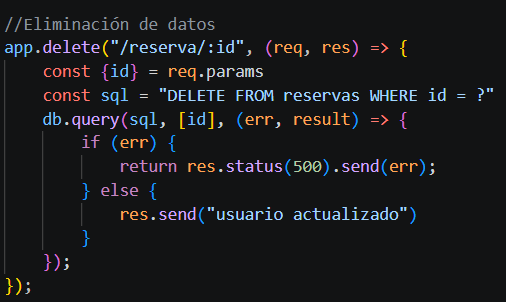 //Eliminación de datos
app.delete("/reserva/:id", (req, res) => {
    const {id} = req.params
    const sql = "DELETE FROM reservas WHERE id = ?"
    db.query(sql, [id], (err, result) => {
        if (err) {
            return res.status(500).send(err);
        } else {
            res.send("usuario actualizado")
        }
    });
});